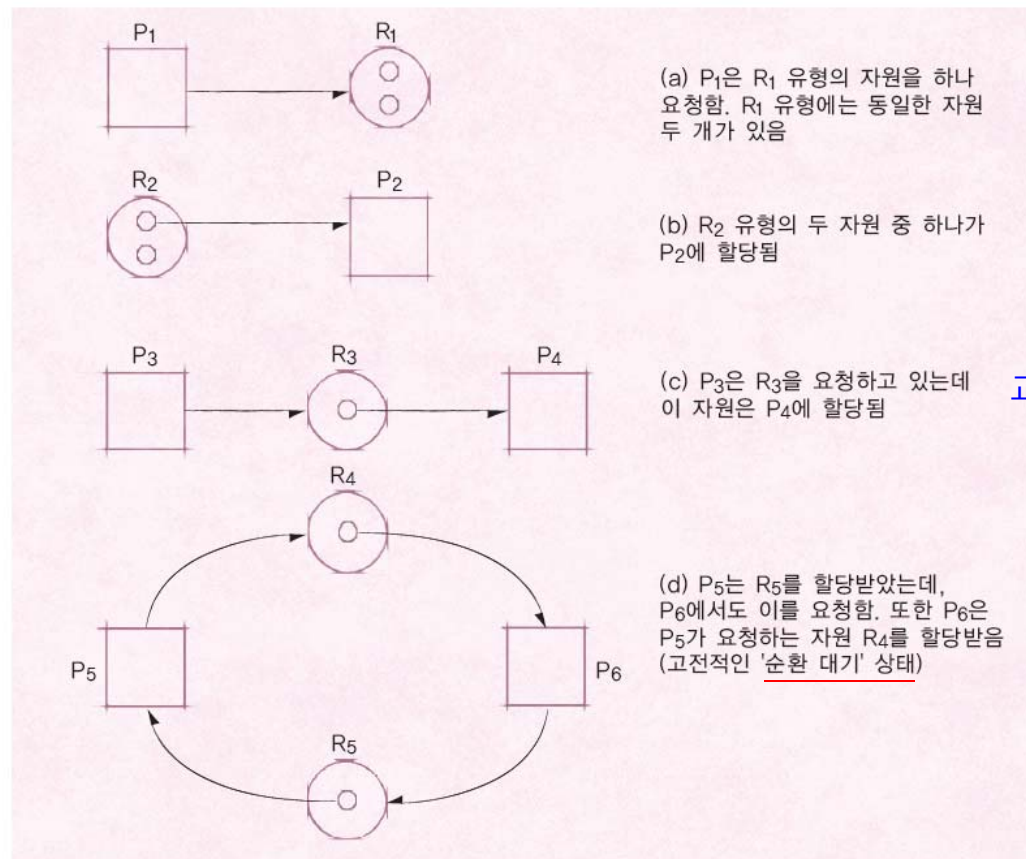 P1
R1
(a) P1은 R1 유형의 자원을 하나
요청함. R1 유형에는 동일한 자원
두 개가 있음
R2
P2
(b) R2 유형의 두 자원 중 하나가
P2에 할당됨
P3
R3
P4
(c) P3은 R3을 요청하고 있는데
이 자원은 P4에 할당됨
R4
P5
P6
(d) P5는 R5를 할당받았는데,
P6에서도 이를 요청함. 또한 P6은
P5가 요청하는 자원 R4를 할당받음
(고전적인 '순환 대기' 상태)
R5